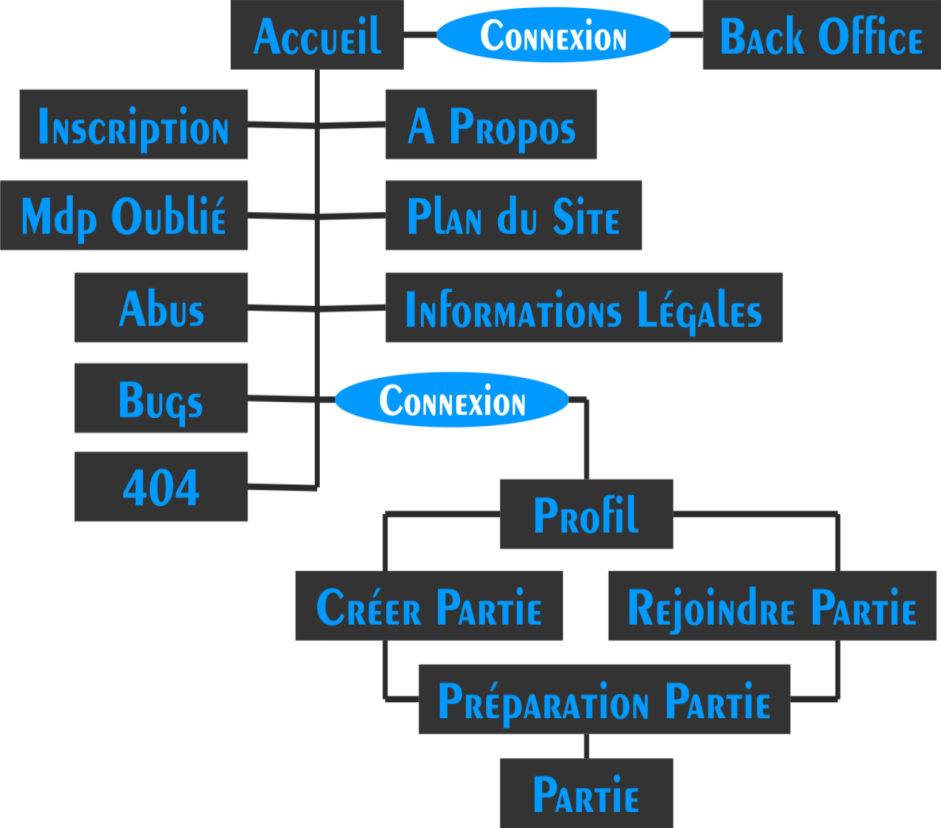 Accueil
Connexion
Back Office
Inscription
A Propos
Mdp Oublié
Plan du Site
Abus
Informations Légales
Bugs
Connexion
404
Profil
Créer Partie
Rejoindre Partie
Préparation Partie
Partie